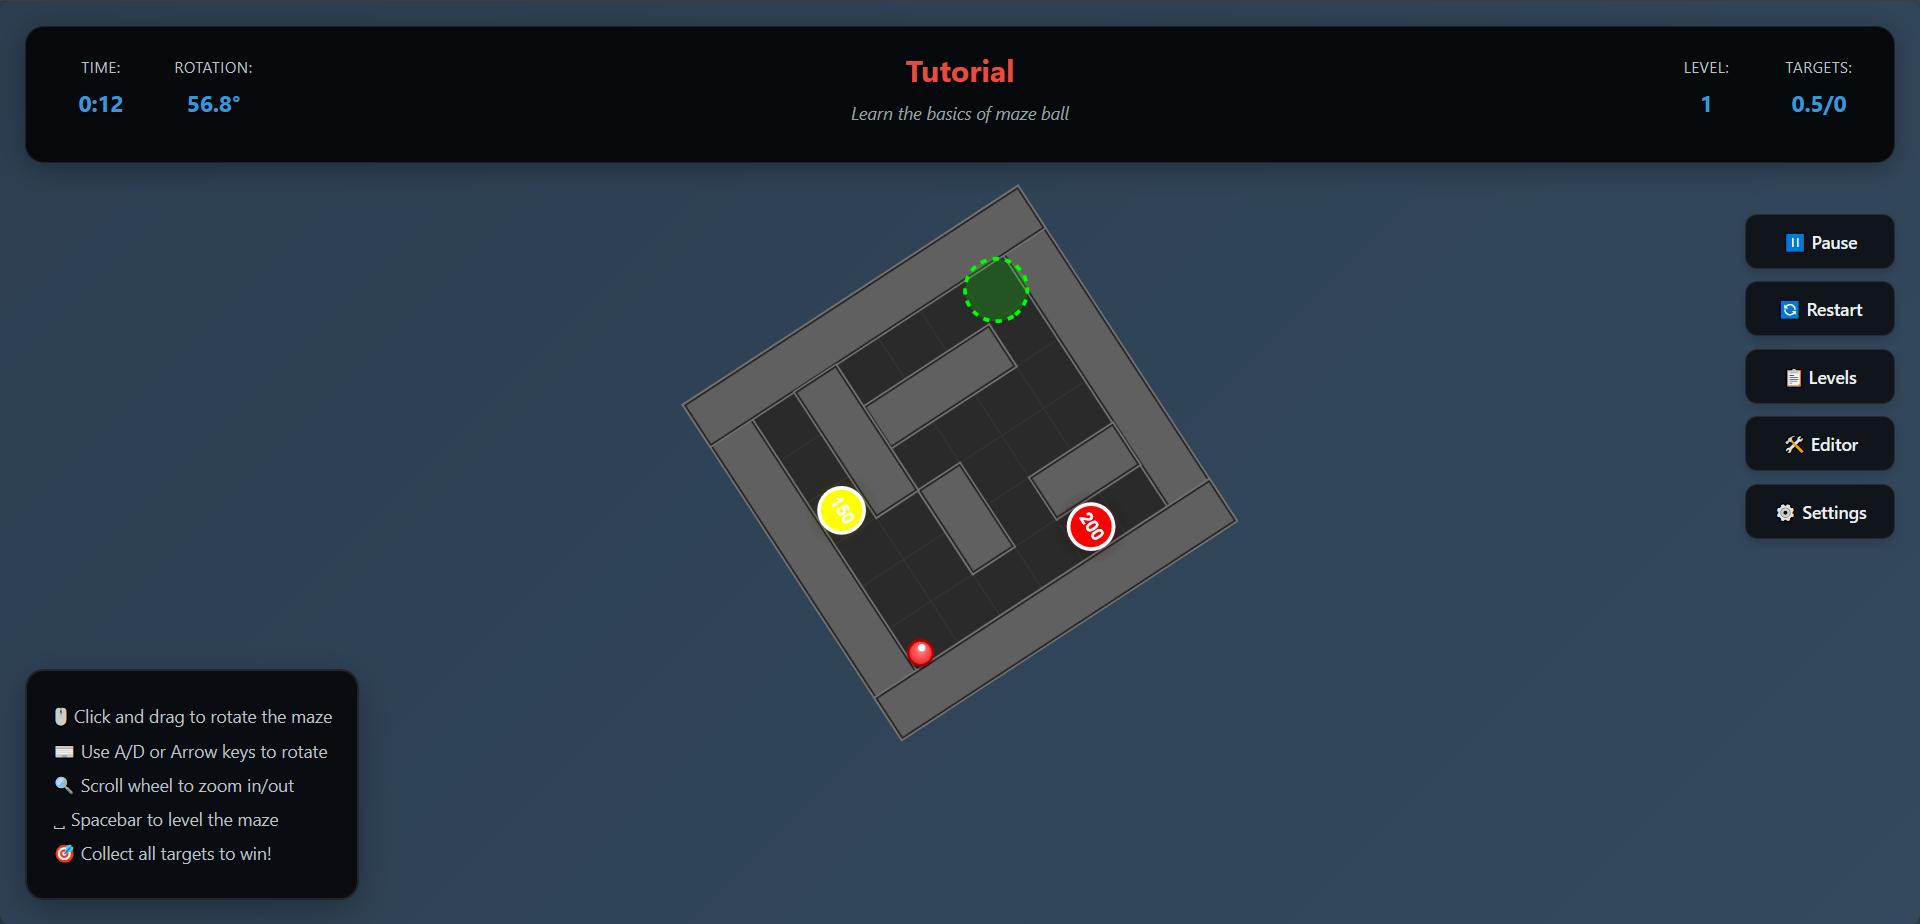 TIME:
0:12
ROTATION:
56.8°
Tutorial
Learn the basics of maze ball
LEVEL:
1
TARGETS:
0.5/0
Pause
Restart
Levels
Editor
Settings
150
200
Click and drag to rotate the maze
Use A/D or Arrow keys to rotate
Scroll wheel to zoom in/out
Spacebar to level the maze
Collect all targets to win!